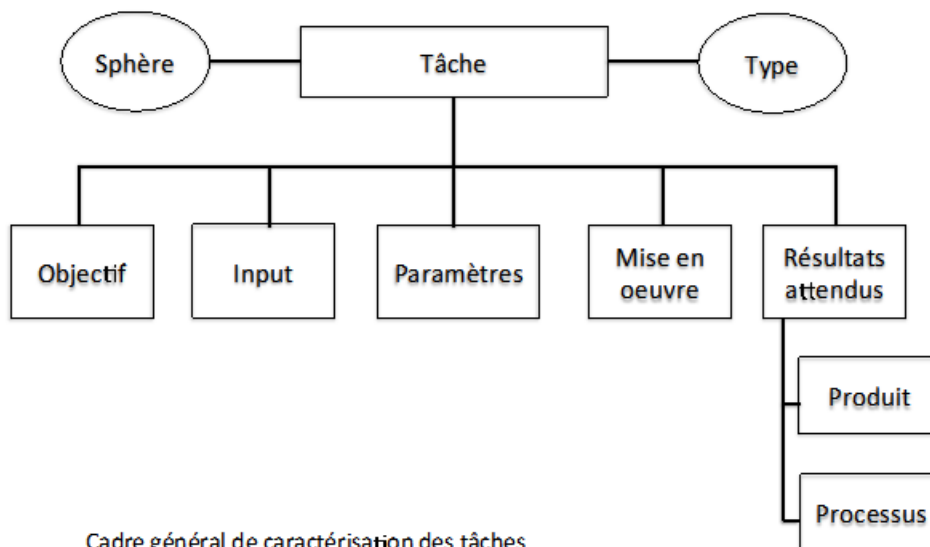 Sphère
Tâche
Type
Objectif
Input
Paramètres
Mise en
oeuvre
Résultats
attendus
Produit
Processus
Cadre général de caractérisation des tâches